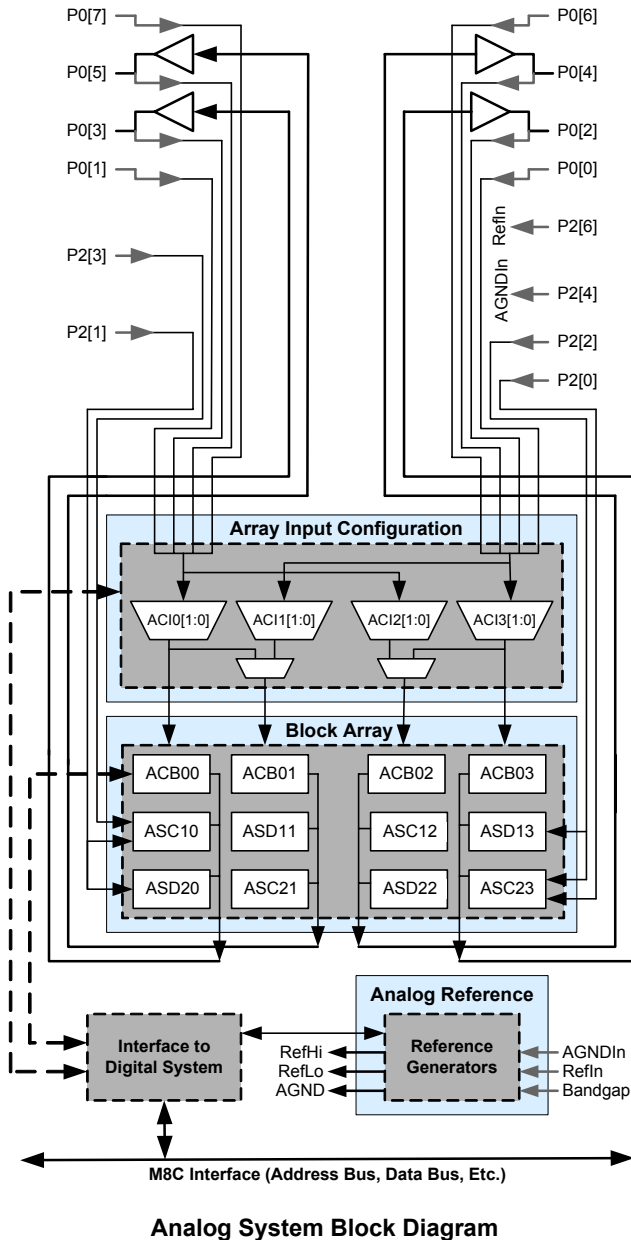 P0[7]
P0[6]
P0[5]
P0[4]
P0[3]
P0[2]
P0[1]
P0[0]
RefIn
P2[6]
P2[3]
AGNDIn
P2[4]
P2[1]
P2[2]
P2[0]
Array Input Configuration
ACI0[1:0]
ACI1[1:0]
ACI2[1:0]
ACI3[1:0]
Block Array
ACB00
ACB01
ACB02
ACB03
ASC10
ASD11
ASC12
ASD13
ASD20
ASC21
ASD22
ASC23
Analog Reference
Interface to
Digital System
RefHi
RefLo
AGND
Reference
Generators
AGNDIn
RefIn
Bandgap
M8C Interface (Address Bus, Data Bus, Etc.)
Analog System Block Diagram